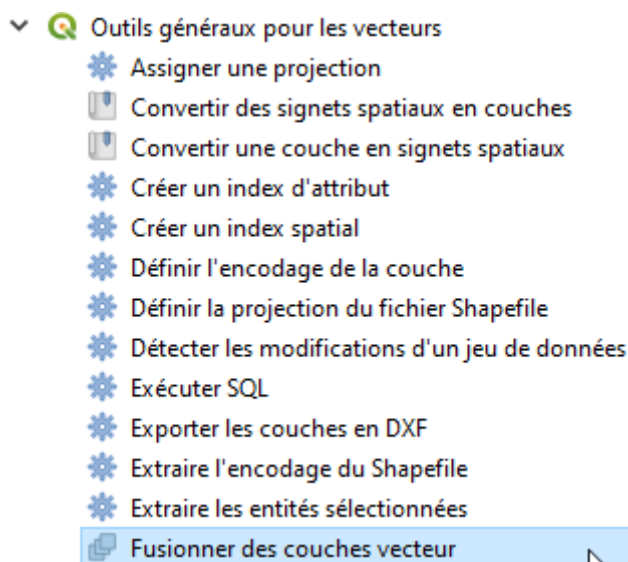 Outils généraux pour les vecteurs
Assigner une projection
Convertir des signets spatiaux en couches
Convertir une couche en signets spatiaux
Créer un index d'attribut
Créer un index spatial
Définir l'encodage de la couche
Définir la projection du fichier Shapefile
Détecter les modifications d'un jeu de données
Exécuter SQL
Exporter les couches en DXF
Extraire l'encodage du Shapefile
Extraire les entités sélectionnées
Fusionner des couches vecteur